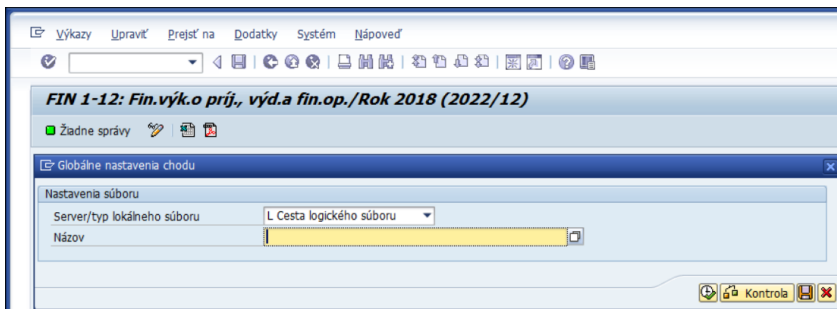 Výkazy Upraviť Prejsť na Dodatky Systém Nápoveď
FIN 1-12: Fin.výk.o príj., výd.a fin.op./Rok 2018 (2022/12)
Žiadne správy
Globálne nastavenia chodu
Nastavenia súboru
Server/typ lokálneho súboru L Cesta logického súboru
Názov
Kontrola